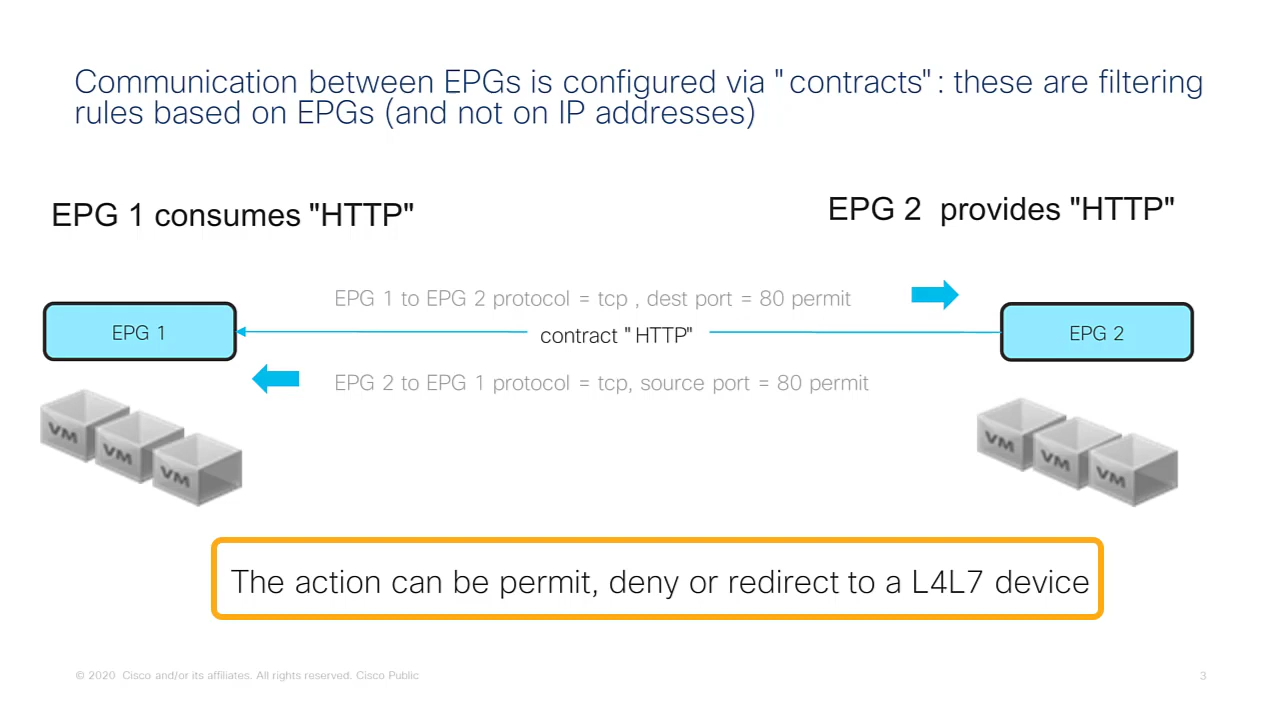 Communication between EPGs is configured via "contracts": these are filtering
rules based on EPGs (and not on IP addresses)
EPG 1 consumes "HTTP"
EPG 2 provides "HTTP"
EPG 1 to EPG 2 protocol = tcp , dest port = 80 permit
EPG 1
contract "HTTP"
EPG 2
EPG 2 to EPG 1 protocol = tcp, source port = 80 permit
VM
VM
VM
VM
VM
VM
The action can be permit, deny or redirect to a L4L7 device
© 2020 Cisco and/or its affiliates. All rights reserved. Cisco Public
3